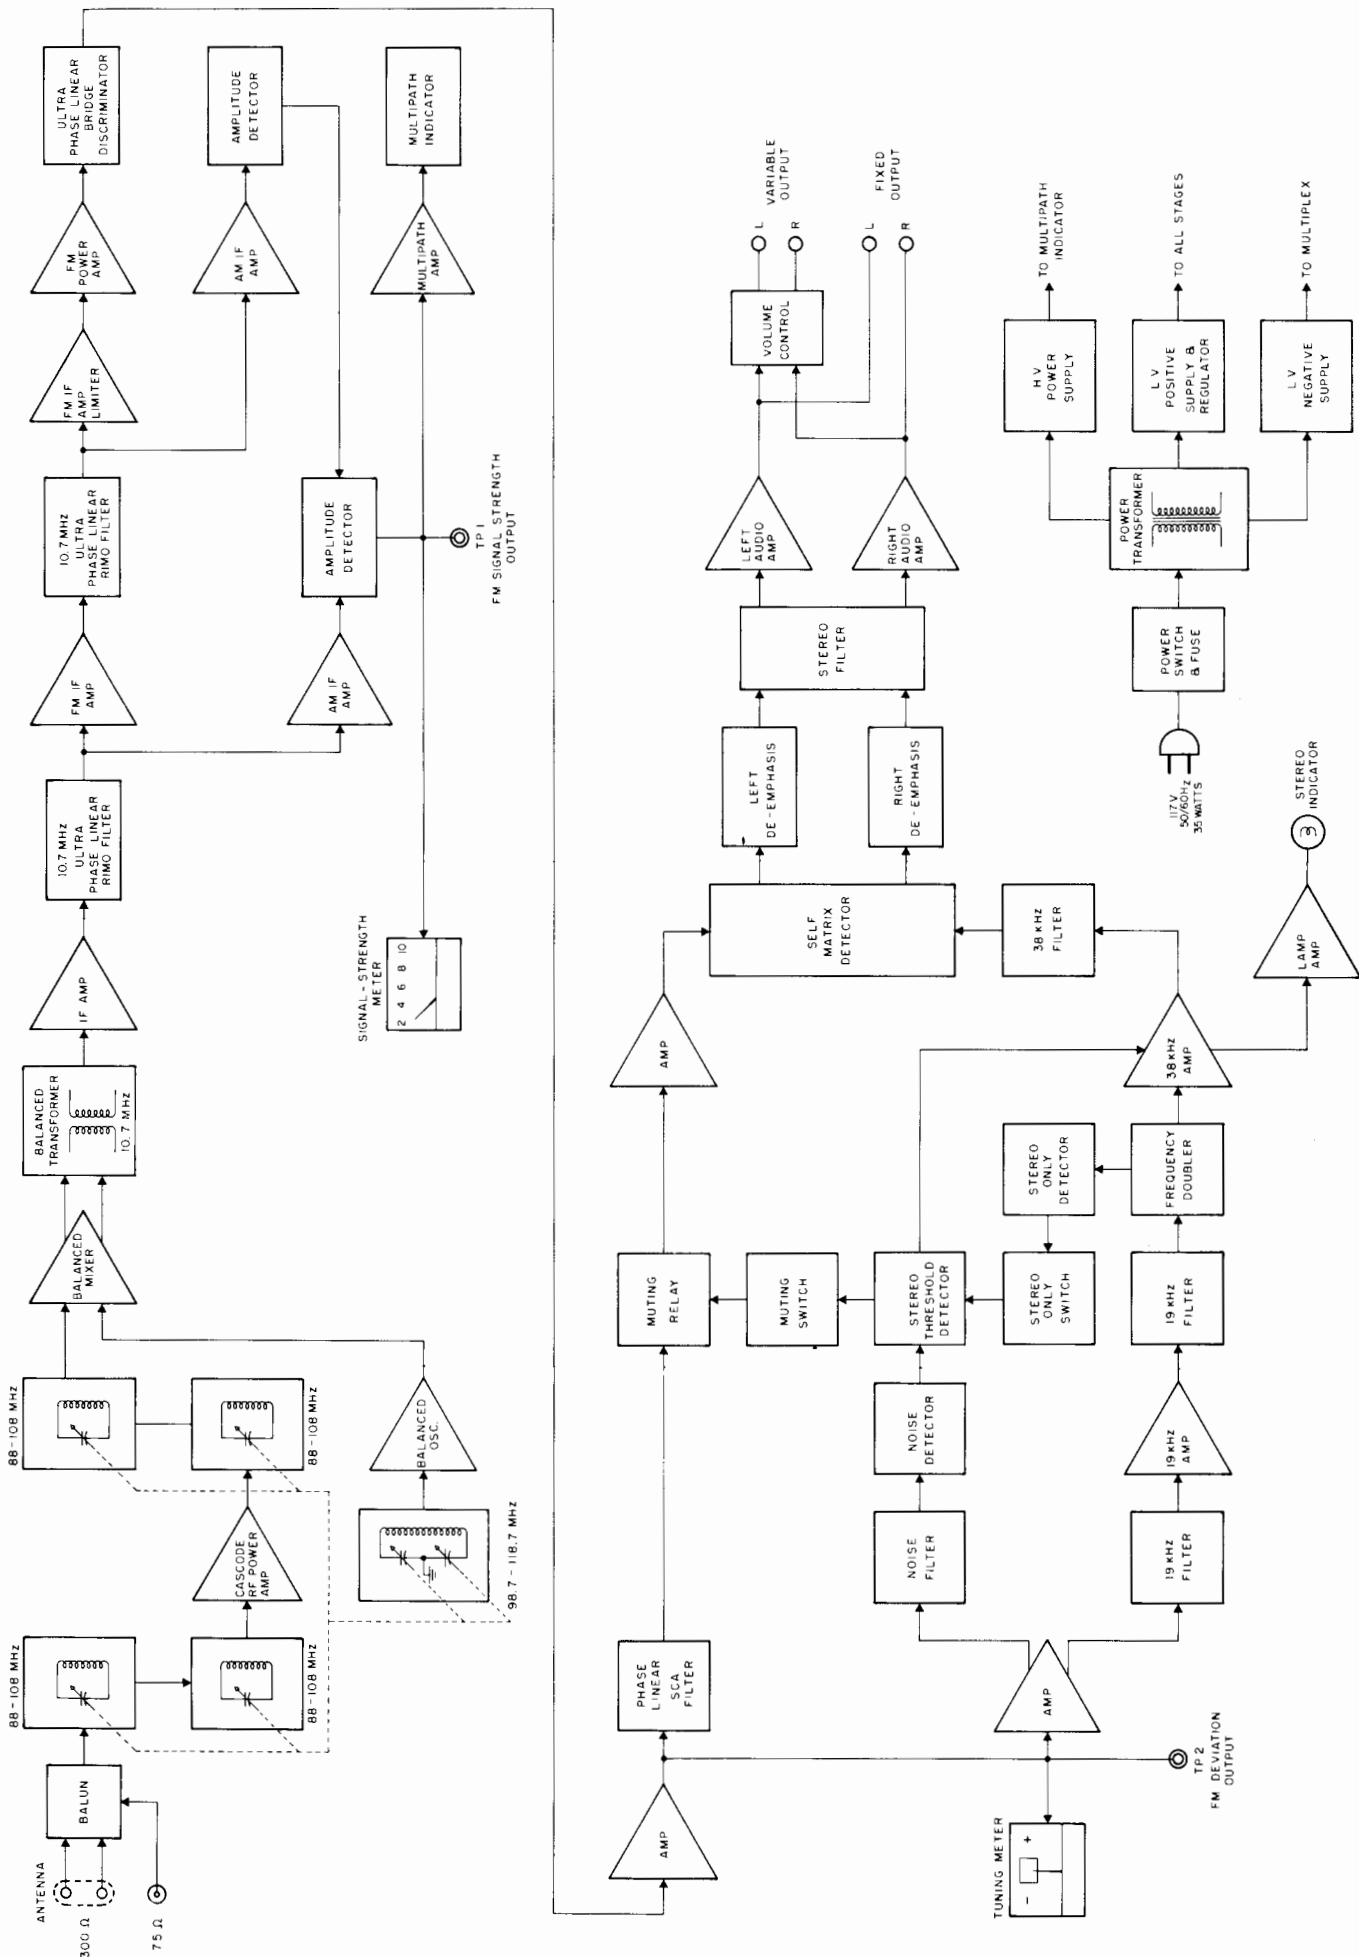 ANTENNA
300 Ω
75 Ω
BALUN
88-108 MHz
88-108 MHz
CASCODE
RF POWER
AMP
88-108 MHz
88-108 MHz
98.7 - 118.7 MHz
BALANCED
OSC.
BALANCED
MIXER
BALANCED
TRANSFORMER
10.7 MHz
IF AMP
10.7 MHz
ULTRA
PHASE LINEAR
RIMO FILTER
FM IF
AMP
10.7 MHz
ULTRA
PHASE LINEAR
RIMO FILTER
FM IF
AMP
LIMITER
FM
POWER
AMP
ULTRA
PHASE LINEAR
BRIDGE
DISCRIMINATOR
AM IF
AMP
AMPLITUDE
DETECTOR
AM IF
AMP
AMPLITUDE
DETECTOR
MULTIPATH
AMP
MULTIPATH
INDICATOR
SIGNAL-STRENGTH
METER
2 4 6 8 10
TP 1
FM SIGNAL STRENGTH
OUTPUT
AMP
PHASE
LINEAR
SCA
FILTER
MUTING
RELAY
AMP
SELF
MATRIX
DETECTOR
LEFT
DE-EMPHASIS
RIGHT
DE-EMPHASIS
STEREO
FILTER
LEFT
AUDIO
AMP
RIGHT
AUDIO
AMP
VOLUME
CONTROL
L
R
VARIABLE
OUTPUT
L
R
FIXED
OUTPUT
MUTING
SWITCH
NOISE
FILTER
NOISE
DETECTOR
STEREO
THRESHOLD
DETECTOR
STEREO
ONLY
SWITCH
STEREO
ONLY
DETECTOR
TUNING METER
- +
AMP
TP 2
FM DEVIATION
OUTPUT
19 kHz
FILTER
19 kHz
AMP
19 kHz
FILTER
FREQUENCY
DOUBLER
38 kHz
AMP
38 kHz
FILTER
LAMP
AMP
3
STEREO
INDICATOR
117V
50/60Hz
35 WATTS
POWER
SWITCH
& FUSE
POWER
TRANSFORMER
H V
POWER
SUPPLY
TO MULTIPATH
INDICATOR
L V
POSITIVE
SUPPLY &
REGULATOR
TO ALL STAGES
L V
NEGATIVE
SUPPLY
TO MULTIPLEX